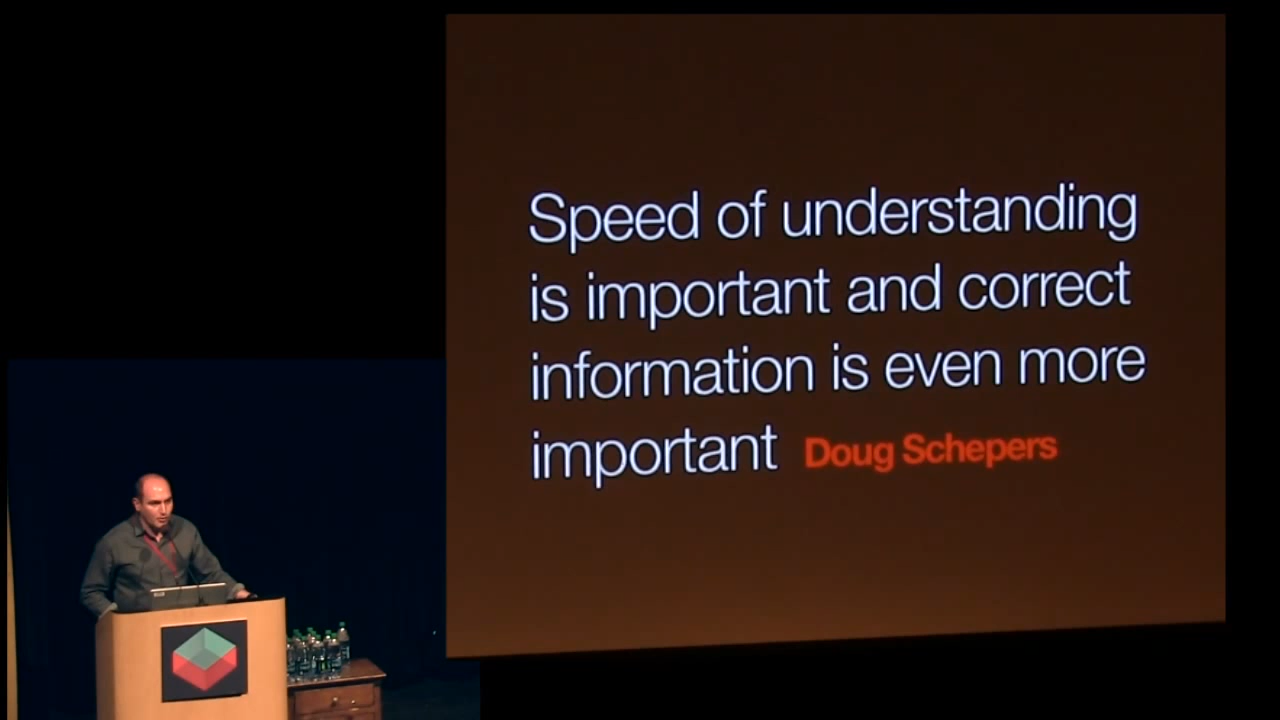 Speed of understanding
is important and correct
information is even more
important Doug Schepers